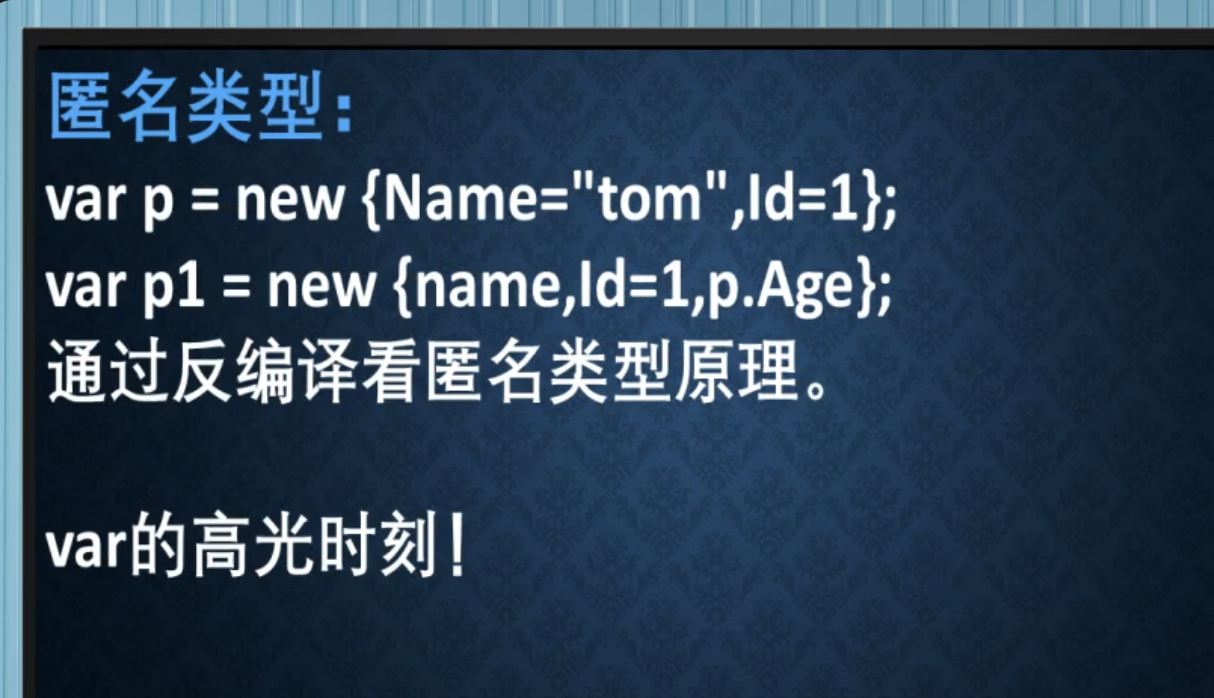 匿名类型：
var p = new {Name="tom",Id=1};
var p1 = new {name,Id=1,p.Age};
通过反编译看匿名类型原理。
var的高光时刻！